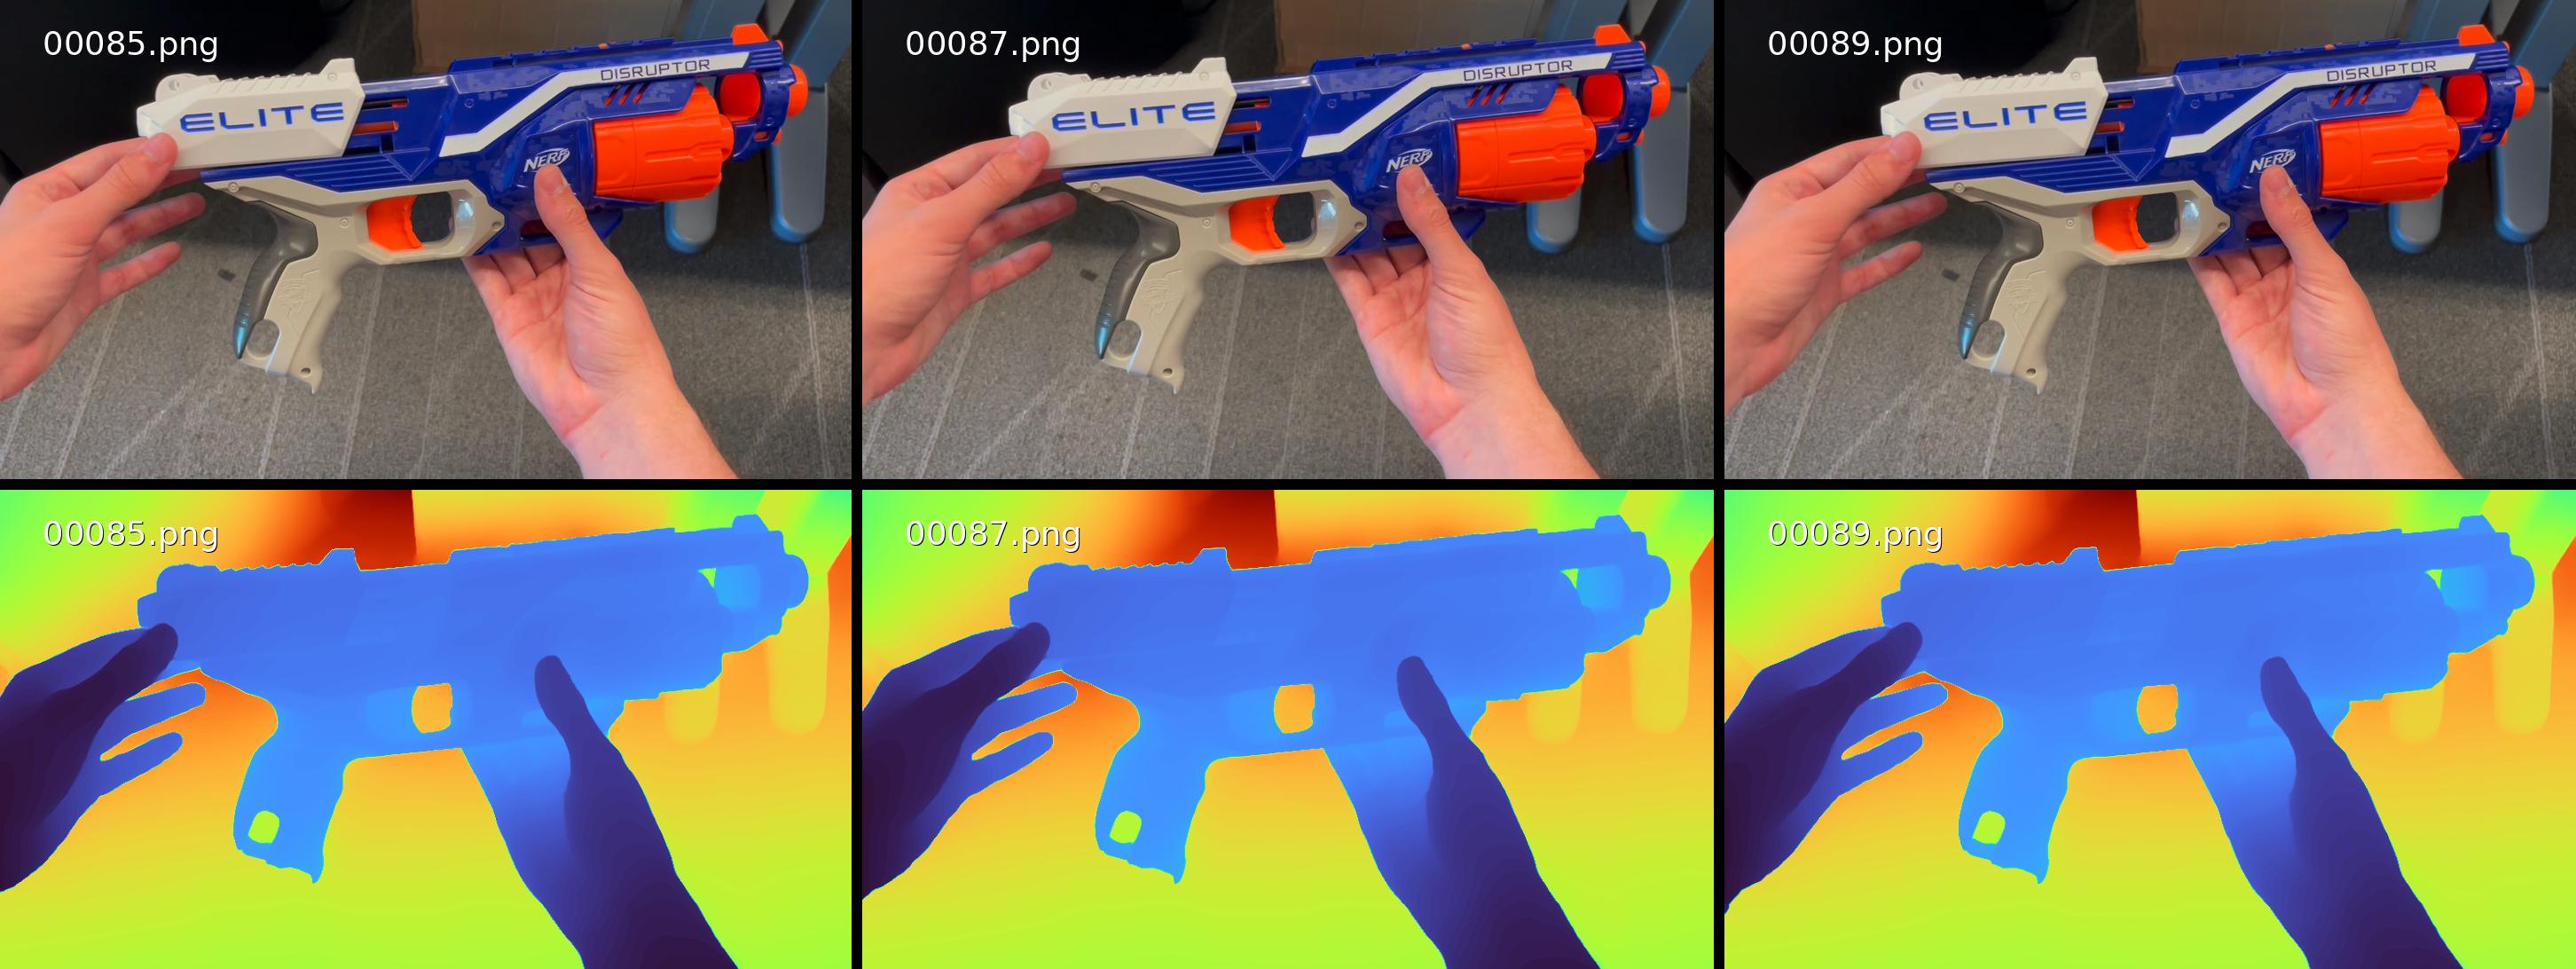 00085.png
DISRUPTOR
ELITE
NERF
00087.png
DISRUPTOR
ELITE
NERF
00089.png
DISRUPTOR
ELITE
NERF
00085.png
00087.png
00089.png